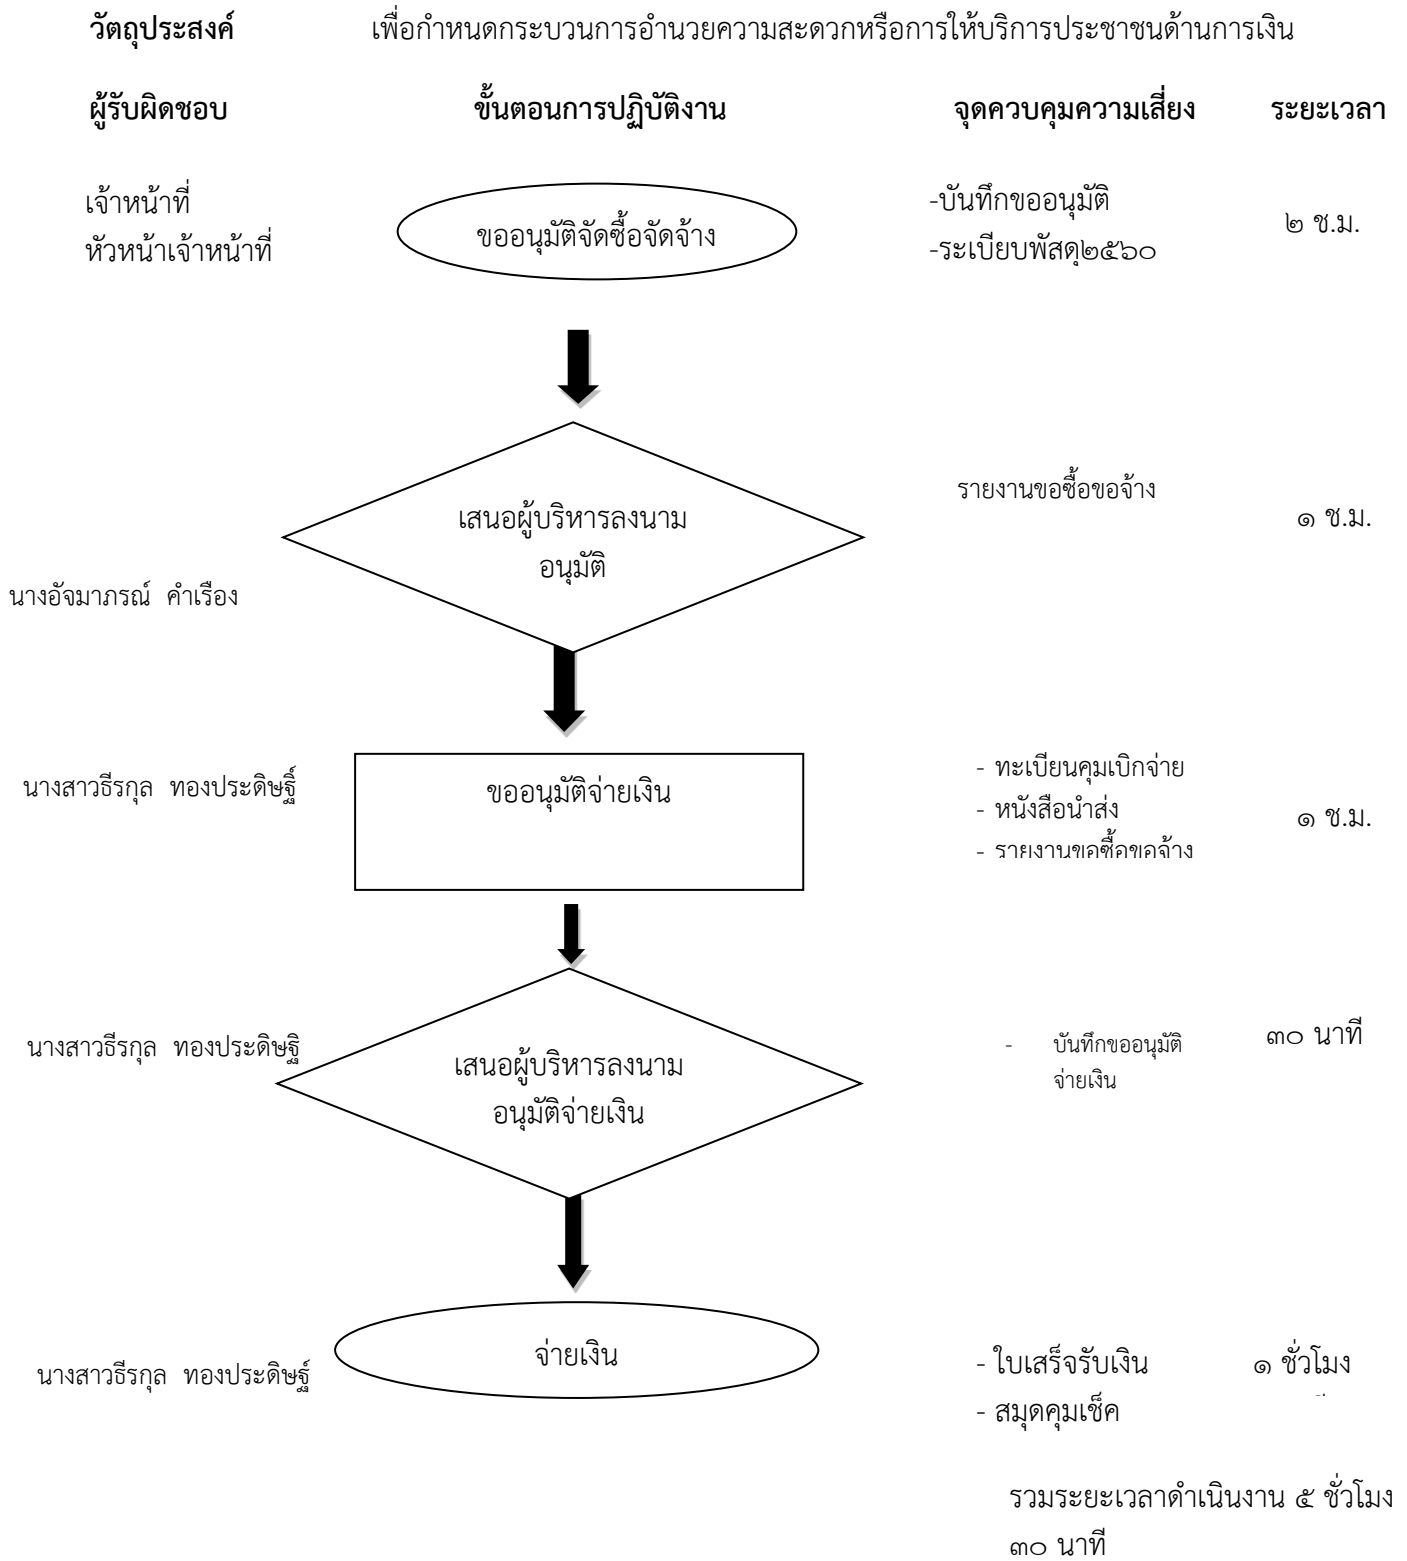 วัตถุประสงค์ เพื่อกำหนดกระบวนการอำนวยความสะดวกหรือการให้บริการประชาชนด้านการเงิน
ผู้รับผิดชอบ ขั้นตอนการปฏิบัติงาน จุดควบคุมความเสี่ยง ระยะเวลา
เจ้าหน้าที่
หัวหน้าเจ้าหน้าที่
ขออนุมัติจัดซื้อจัดจ้าง
-บันทึกขออนุมัติ
-ระเบียบพัสดุ๒๕๖๐
๒ ช.ม.
เสนอผู้บริหารลงนาม
อนุมัติ
รายงานขอซื้อขอจ้าง
๑ ช.ม.
นางอัจมาภรณ์ คำเรือง
นางสาวธีรกุล ทองประดิษฐิ์
ขออนุมัติจ่ายเงิน
- ทะเบียนคุมเบิกจ่าย
- หนังสือนำส่ง
- รายงานขอซื้อขอจ้าง
๑ ช.ม.
นางสาวธีรกุล ทองประดิษฐิ
เสนอผู้บริหารลงนาม
อนุมัติจ่ายเงิน
- บันทึกขออนุมัติ
จ่ายเงิน
๓๐ นาที
นางสาวธีรกุล ทองประดิษฐ์
จ่ายเงิน
- ใบเสร็จรับเงิน
- สมุดคุมเช็ค
๑ ชั่วโมง
รวมระยะเวลาดำเนินงาน ๕ ชั่วโมง
๓๐ นาที